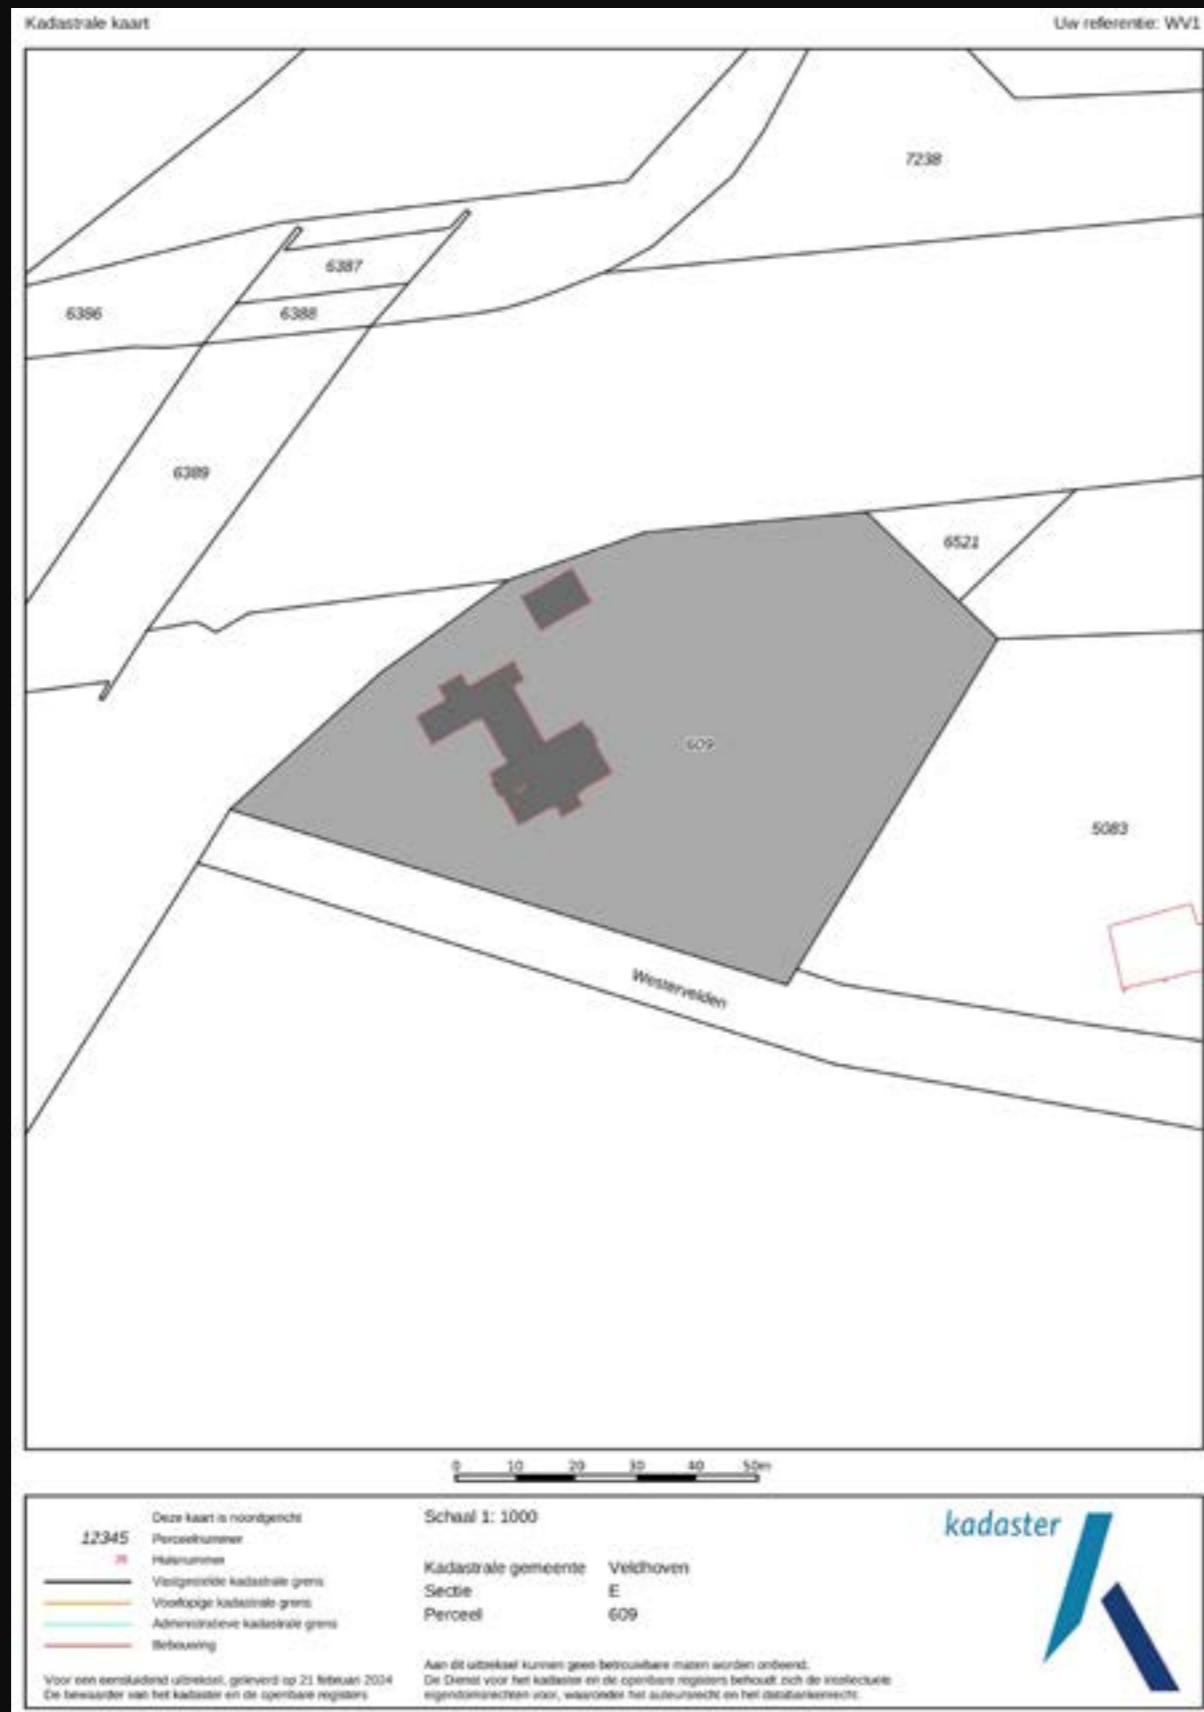 Kadastrale kaart
Uw referentie: WV1
7238
6387
6386
6388
6389
6521
609
5083
Westervelden
0 10 20 30 40 50m
Deze kaart is noordgericht
12345 Perceelnummer
Huisnummer
Vastgestelde kadastrale grens
Voorlopige kadastrale grens
Administratieve kadastrale grens
Bebouwing
Voor een eensluidend uittreksel, geleverd op 21 februari 2024
De bewaarder van het kadaster en de openbare registers
Schaal 1: 1000
Kadastrale gemeente Veldhoven
Sectie E
Perceel 609
Aan dit uittreksel kunnen geen betrouwbare maten worden ontleend.
De Dienst voor het kadaster en de openbare registers behoudt zich de intellectuele
eigendomsrechten voor, waaronder het auteursrecht en het databankenrecht.
kadaster